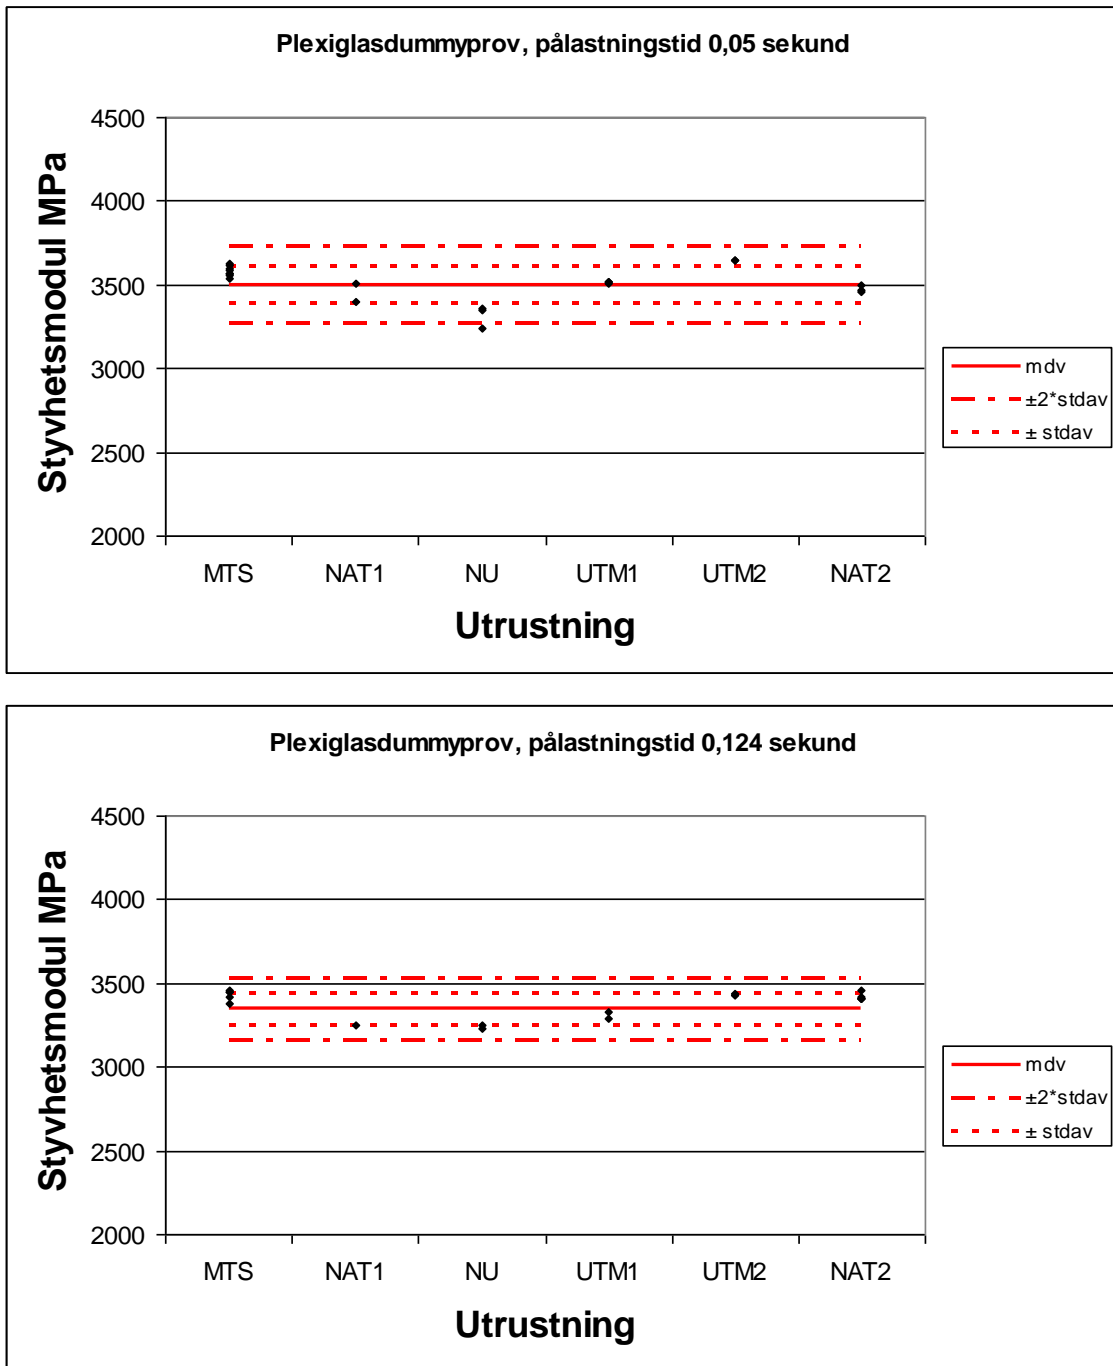 Plexiglasdummyprov, pålastningstid 0,05 sekund
Styvhetsmodul MPa
4500
4000
3500
3000
2500
2000
MTS NAT1 NU UTM1 UTM2 NAT2
Utrustning
mdv
±2*stdav
± stdav
Plexiglasdummyprov, pålastningstid 0,124 sekund
Styvhetsmodul MPa
4500
4000
3500
3000
2500
2000
MTS NAT1 NU UTM1 UTM2 NAT2
Utrustning
mdv
±2*stdav
± stdav